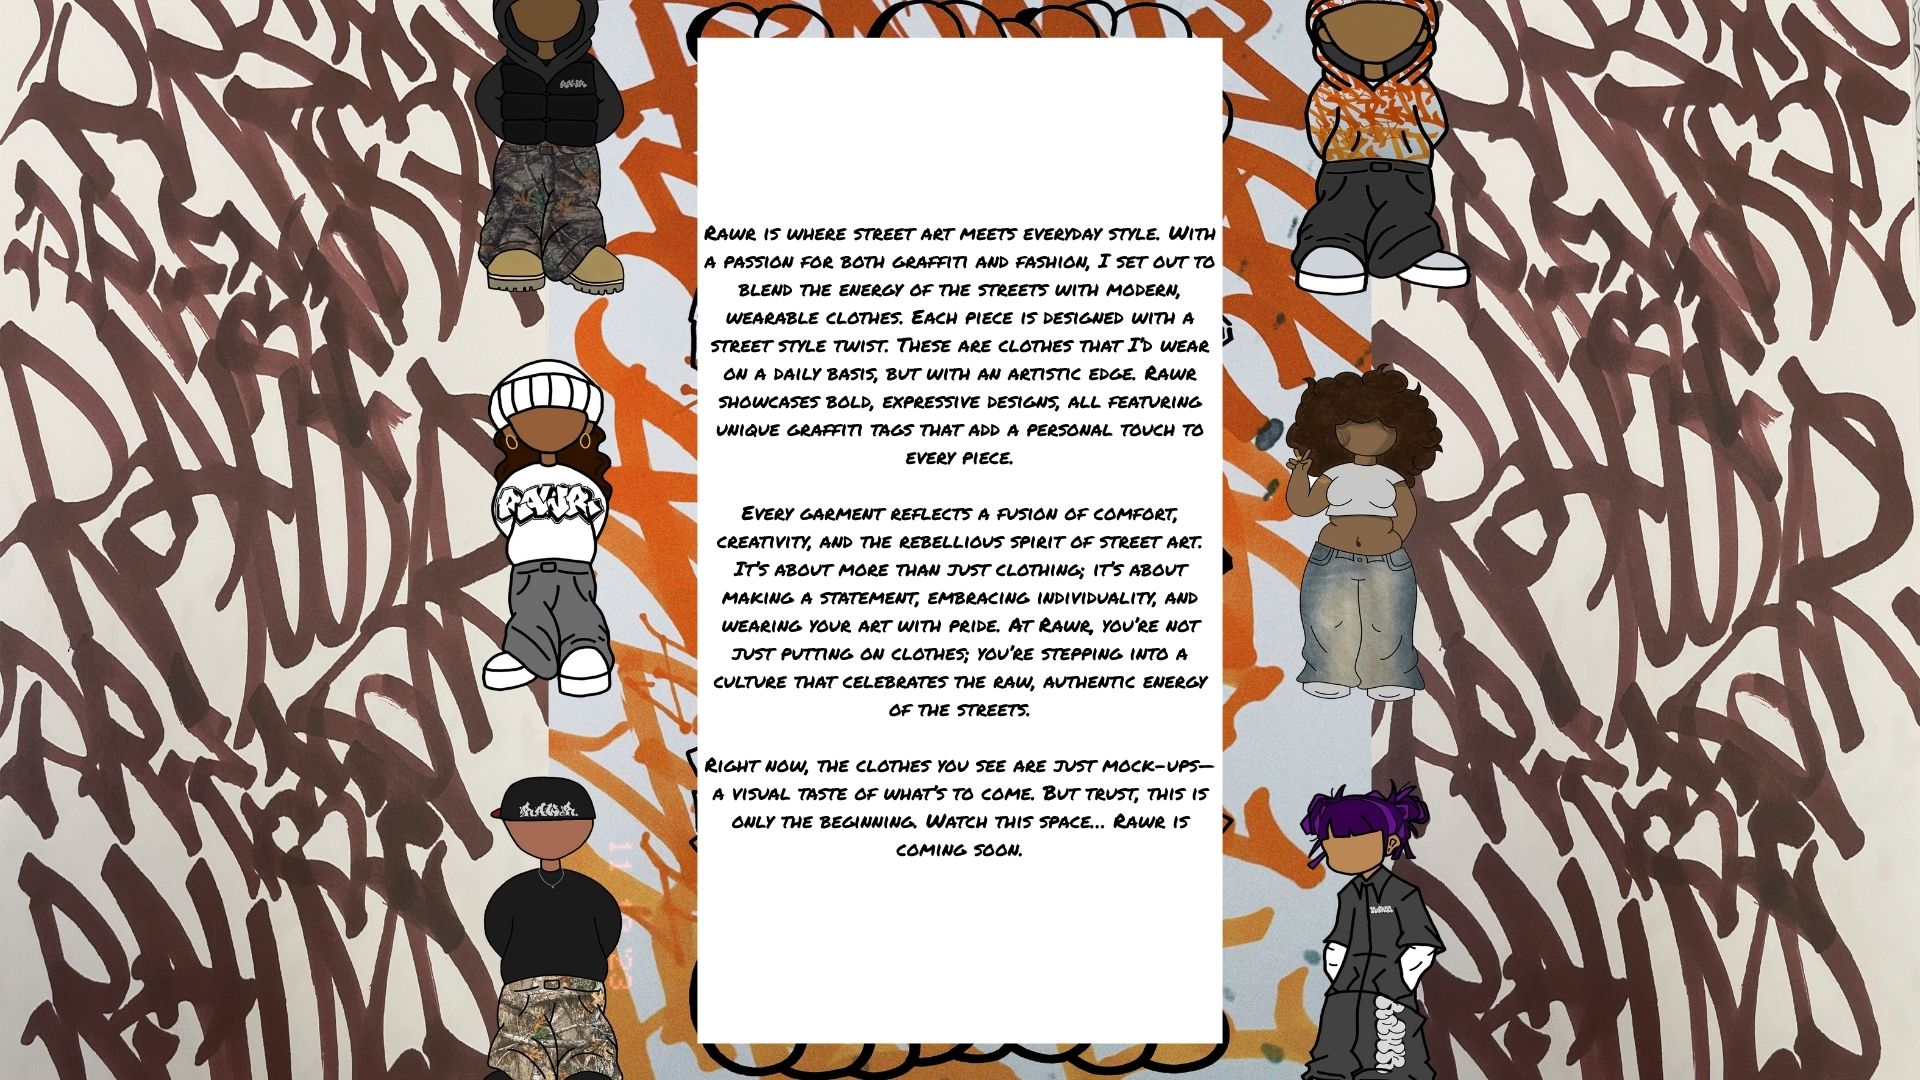 RAWR
RAWR IS WHERE STREET ART MEETS EVERYDAY STYLE. WITH
A PASSION FOR BOTH GRAFFITI AND FASHION, I SET OUT TO
BLEND THE ENERGY OF THE STREETS WITH MODERN,
WEARABLE CLOTHES. EACH PIECE IS DESIGNED WITH A
STREET STYLE TWIST. THESE ARE CLOTHES THAT I'D WEAR
ON A DAILY BASIS, BUT WITH AN ARTISTIC EDGE. RAWR
SHOWCASES BOLD, EXPRESSIVE DESIGNS, ALL FEATURING
UNIQUE GRAFFITI TAGS THAT ADD A PERSONAL TOUCH TO
EVERY PIECE.
EVERY GARMENT REFLECTS A FUSION OF COMFORT,
CREATIVITY, AND THE REBELLIOUS SPIRIT OF STREET ART.
IT'S ABOUT MORE THAN JUST CLOTHING; IT'S ABOUT
MAKING A STATEMENT, EMBRACING INDIVIDUALITY, AND
WEARING YOUR ART WITH PRIDE. AT RAWR, YOU'RE NOT
JUST PUTTING ON CLOTHES; YOU'RE STEPPING INTO A
CULTURE THAT CELEBRATES THE RAW, AUTHENTIC ENERGY
OF THE STREETS.
RIGHT NOW, THE CLOTHES YOU SEE ARE JUST MOCK-UPS—
A VISUAL TASTE OF WHAT'S TO COME. BUT TRUST, THIS IS
ONLY THE BEGINNING. WATCH THIS SPACE... RAWR IS
COMING SOON.
RAWR
RAWR
RAWR